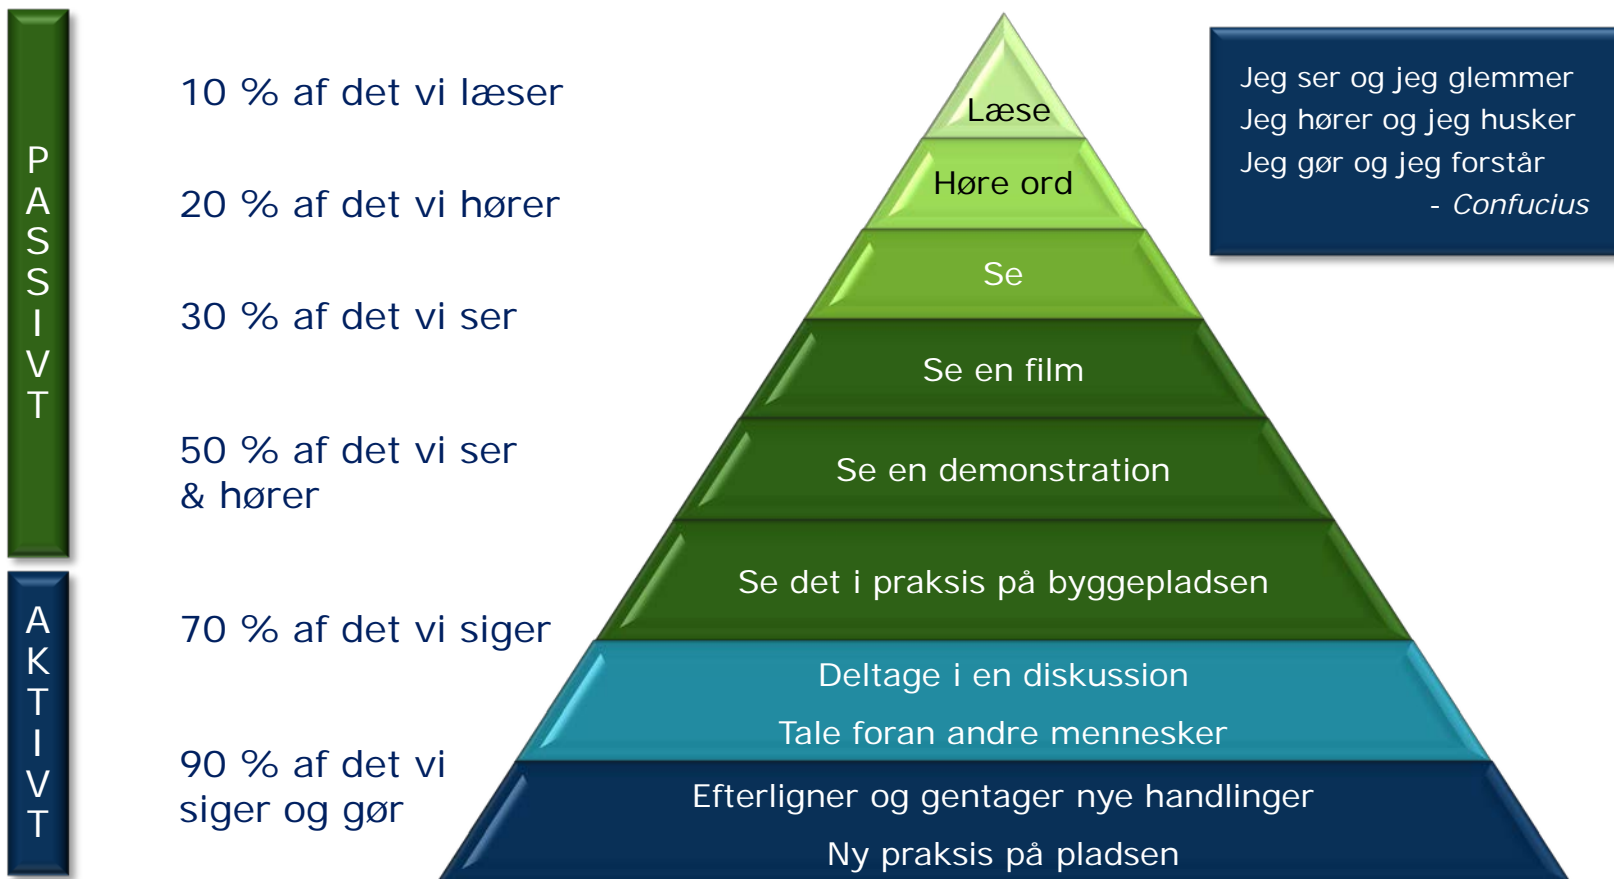 PASSIVT
10 % af det vi læser
20 % af det vi hører
30 % af det vi ser
50 % af det vi ser
& hører
AKTIVT
70 % af det vi siger
90 % af det vi
siger og gør
Læse
Høre ord
Se
Se en film
Se en demonstration
Se det i praksis på byggepladsen
Deltage i en diskussion
Tale foran andre mennesker
Efterligner og gentager nye handlinger
Ny praksis på pladsen
Jeg ser og jeg glemmer
Jeg hører og jeg husker
Jeg gør og jeg forstår
- Confucius